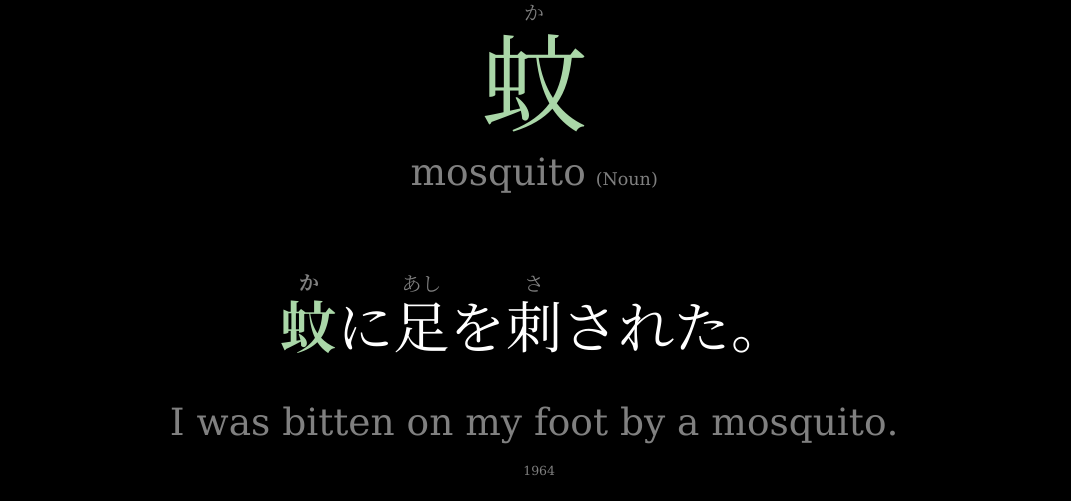 か
蚊
mosquito (Noun)
か あし さ
蚊に足を刺された。
I was bitten on my foot by a mosquito.
1964